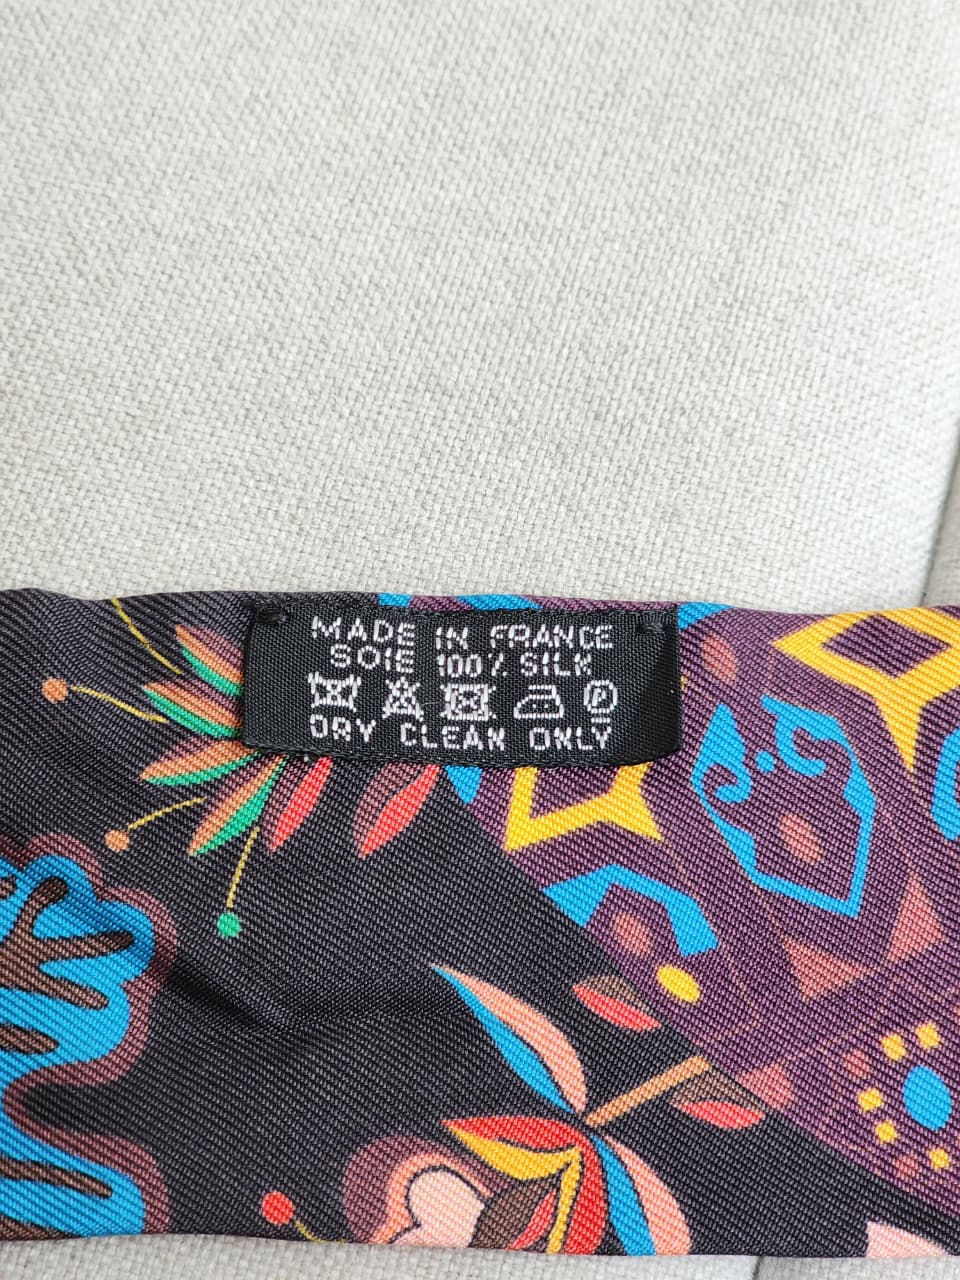 MADE IN FRANCE
SOIE 100% SILK
P
DRY CLEAN ONLY